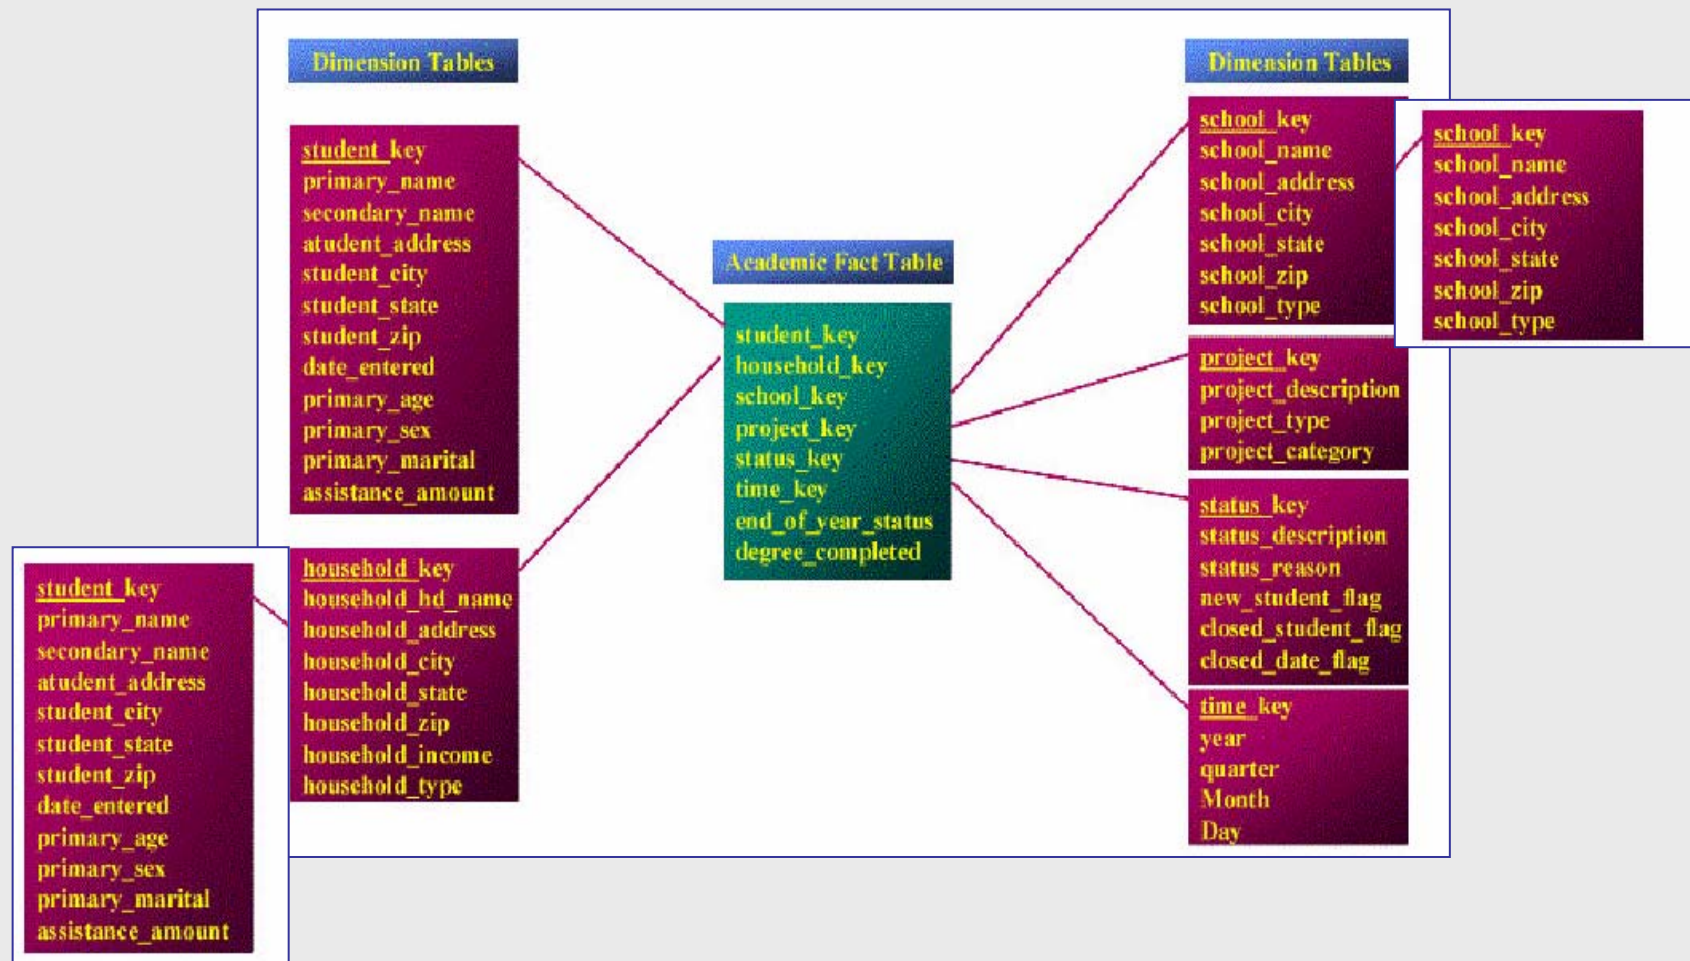 Dimension Tables
student_key
primary_name
secondary_name
atudent_address
student_city
student_state
student_zip
date_entered
primary_age
primary_sex
primary_marital
assistance_amount
household_key
household_hd_name
household_address
household_city
household_state
household_zip
household_income
household_type
student_key
primary_name
secondary_name
atudent_address
student_city
student_state
student_zip
date_entered
primary_age
primary_sex
primary_marital
assistance_amount
Academic Fact Table
student_key
household_key
school_key
project_key
status_key
time_key
end_of_year_status
degree_completed
Dimension Tables
school_key
school_name
school_address
school_city
school_state
school_zip
school_type
school_key
school_name
school_address
school_city
school_state
school_zip
school_type
project_key
project_description
project_type
project_category
status_key
status_description
status_reason
new_student_flag
closed_student_flag
closed_date_flag
time_key
year
quarter
Month
Day